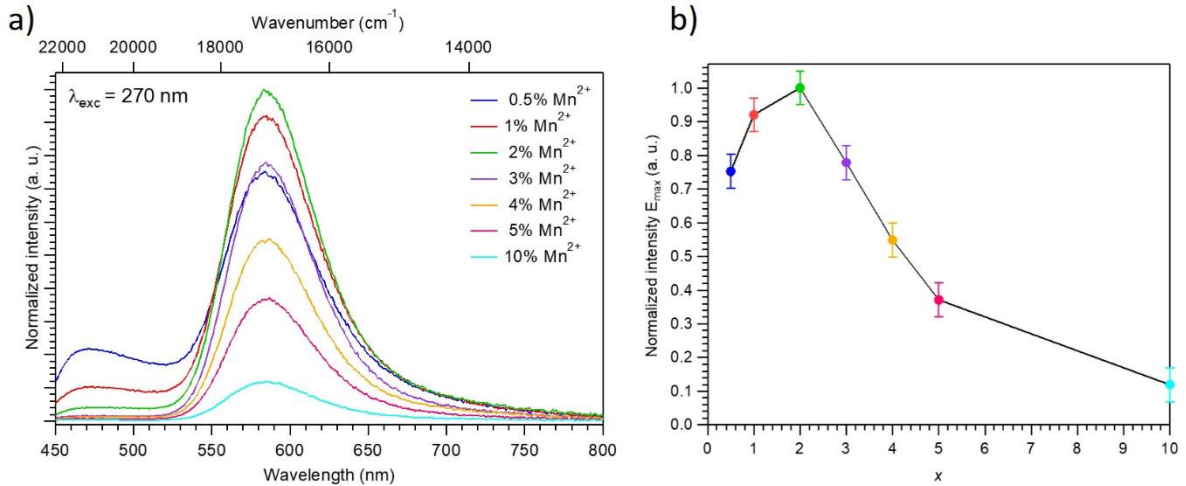 a)
Wavenumber (cm⁻¹)
22000 20000 18000 16000 14000
λexc = 270 nm
0.5% Mn²⁺
1% Mn²⁺
2% Mn²⁺
3% Mn²⁺
4% Mn²⁺
5% Mn²⁺
10% Mn²⁺
Normalized intensity (a. u.)
450 500 550 600 650 700 750 800
Wavelength (nm)
b)
Normalized intensity Emax (a. u.)
1.0
0.9
0.8
0.7
0.6
0.5
0.4
0.3
0.2
0.1
0.0
0 1 2 3 4 5 6 7 8 9 10
x